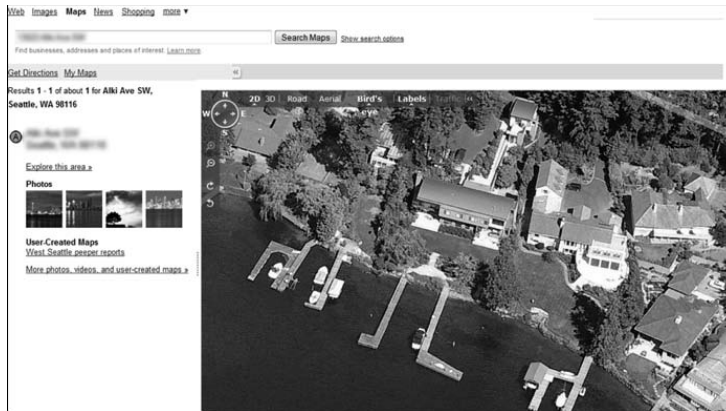 Web Images Maps News Shopping more ▼
Search Maps Show search options
Find businesses, addresses and places of interest. Learn more.
Get Directions My Maps
Results 1 - 1 of about 1 for Alki Ave SW,
Seattle, WA 98116
N
2D 3D Road Aerial Bird's eye Labels Traffic
W E
S
A
Explore this area »
Photos
User-Created Maps
West Seattle peeper reports
More photos, videos, and user-created maps »